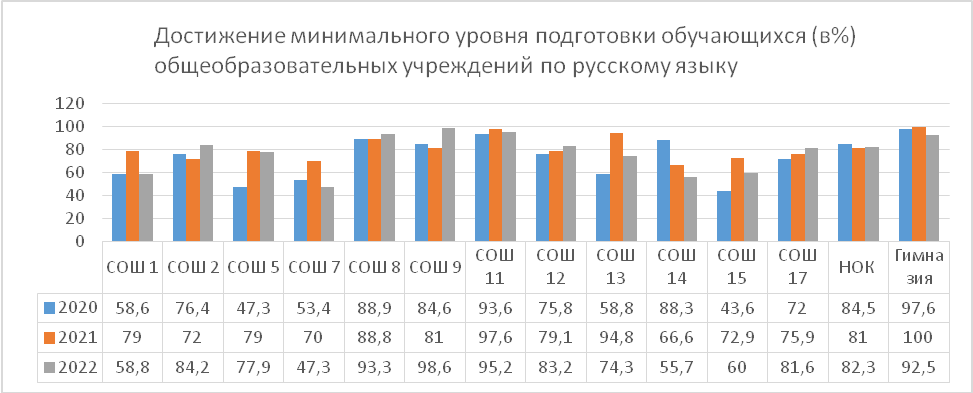 Достижение минимального уровня подготовки обучающихся (в%)
общеобразовательных учреждений по русскому языку
120
100
80
60
40
20
0
СОШ 1 СОШ 2 СОШ 5 СОШ 7 СОШ 8 СОШ 9 СОШ 11 СОШ 12 СОШ 13 СОШ 14 СОШ 15 СОШ 17 НОК Гимназия
2020 58,6 76,4 47,3 53,4 88,9 84,6 93,6 75,8 58,8 88,3 43,6 72 84,5 97,6
2021 79 72 79 70 88,8 81 97,6 79,1 94,8 66,6 72,9 75,9 81 100
2022 58,8 84,2 77,9 47,3 93,3 98,6 95,2 83,2 74,3 55,7 60 81,6 82,3 92,5